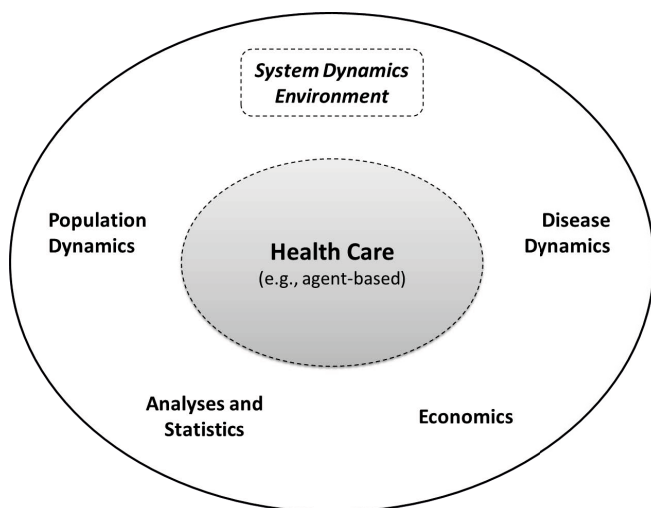 System Dynamics
Environment
Population
Dynamics
Health Care
(e.g., agent-based)
Disease
Dynamics
Analyses and
Statistics
Economics